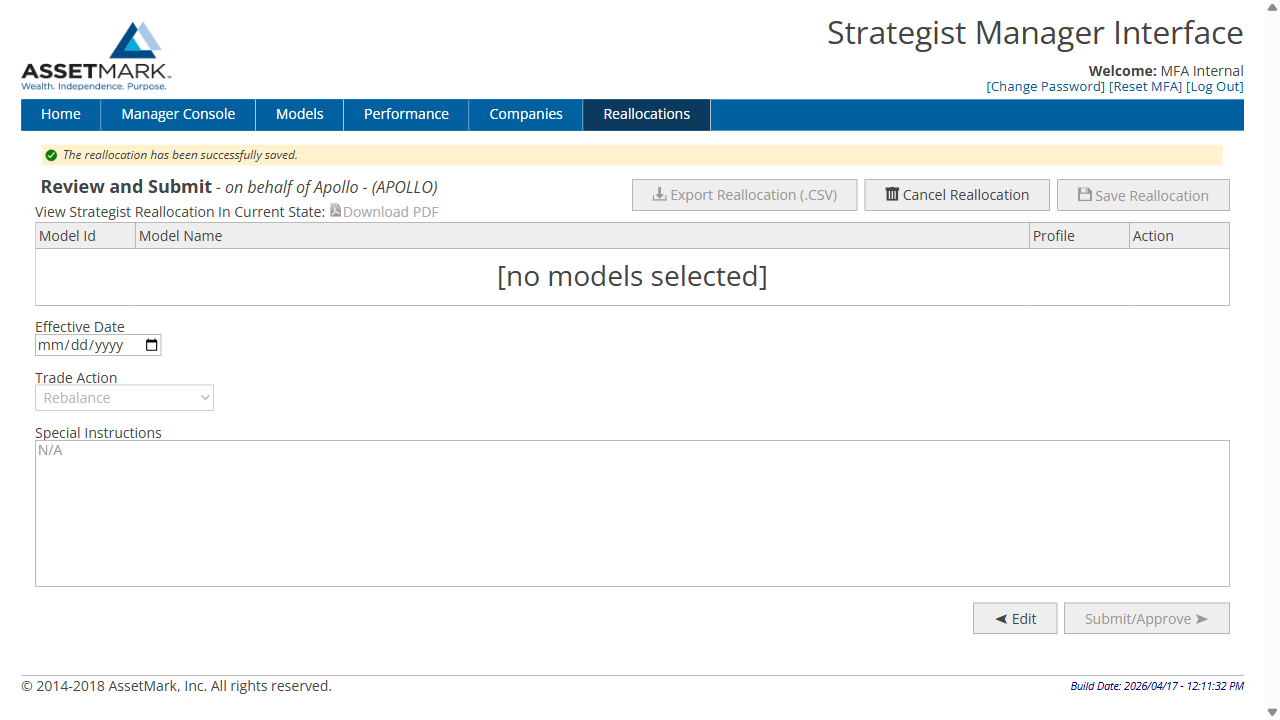 ASSETMARK™
Wealth. Independence. Purpose.
Strategist Manager Interface
Welcome: MFA Internal
[Change Password] [Reset MFA] [Log Out]
Home Manager Console Models Performance Companies Reallocations
The reallocation has been successfully saved.
Review and Submit - on behalf of Apollo - (APOLLO)
Export Reallocation (.CSV) Cancel Reallocation Save Reallocation
View Strategist Reallocation In Current State: Download PDF
Model Id Model Name Profile Action
[no models selected]
Effective Date
mm/dd/yyyy
Trade Action
Rebalance
Special Instructions
N/A
Edit Submit/Approve
© 2014-2018 AssetMark, Inc. All rights reserved.
Build Date: 2026/04/17 - 12:11:32 PM